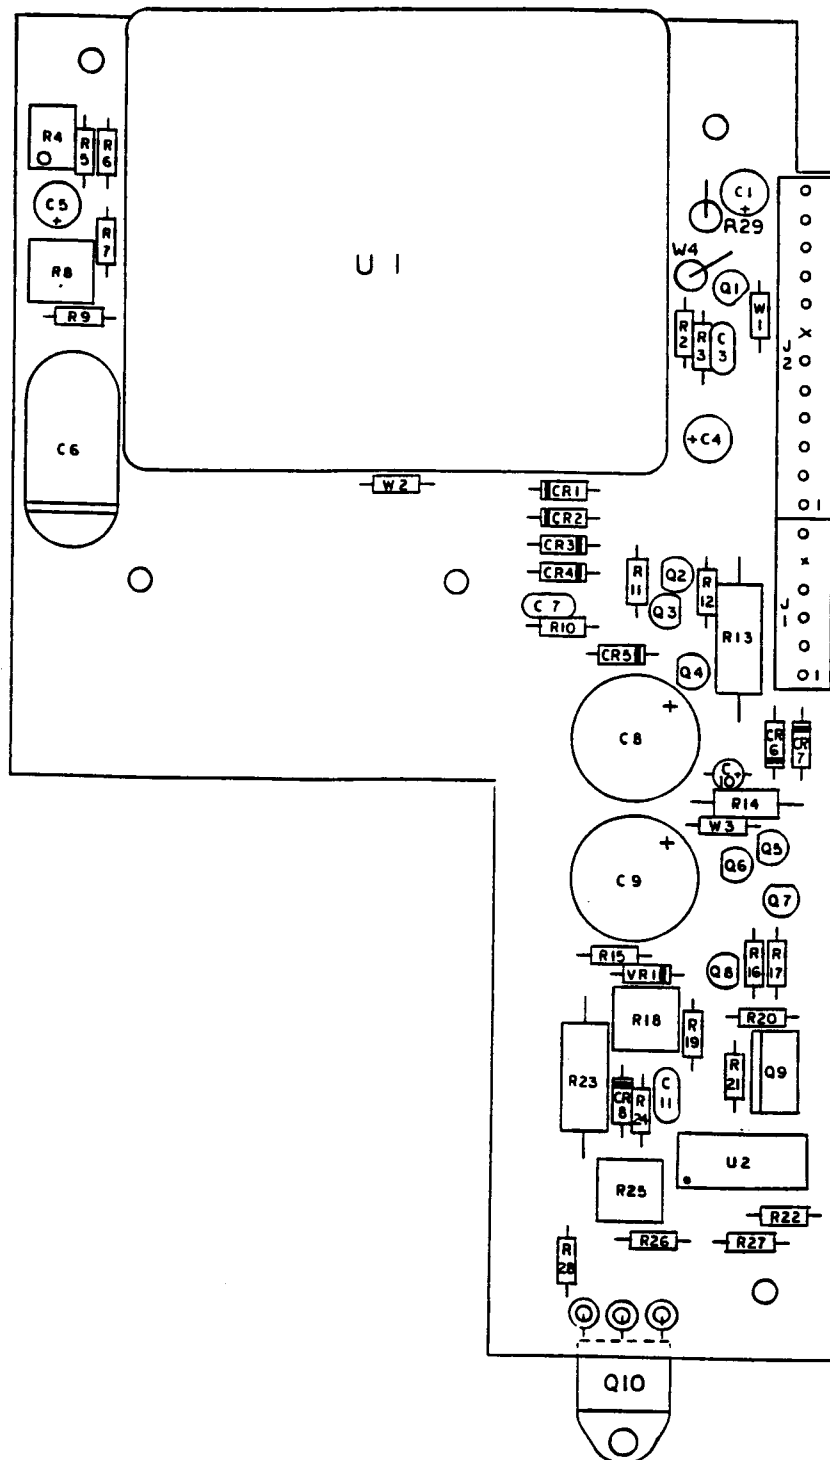 R4
R5
R6
C5
+
R7
R8
R9
C6
U1
C1
+
R29
W4
Q1
W1
R2
R3
C3
J2
X
+C4
1
W2
CR1
CR2
CR3
CR4
C7
R10
R11
Q2
Q3
R12
R13
J1
x
1
CR5
Q4
C8
+
CR6
CR7
C10+
R14
W3
C9
+
Q5
Q6
Q7
R15
VR1
Q8
R16
R17
R18
R19
R20
R21
Q9
R23
CR8
R24
C11
U2
R25
R22
R26
R27
R28
Q10